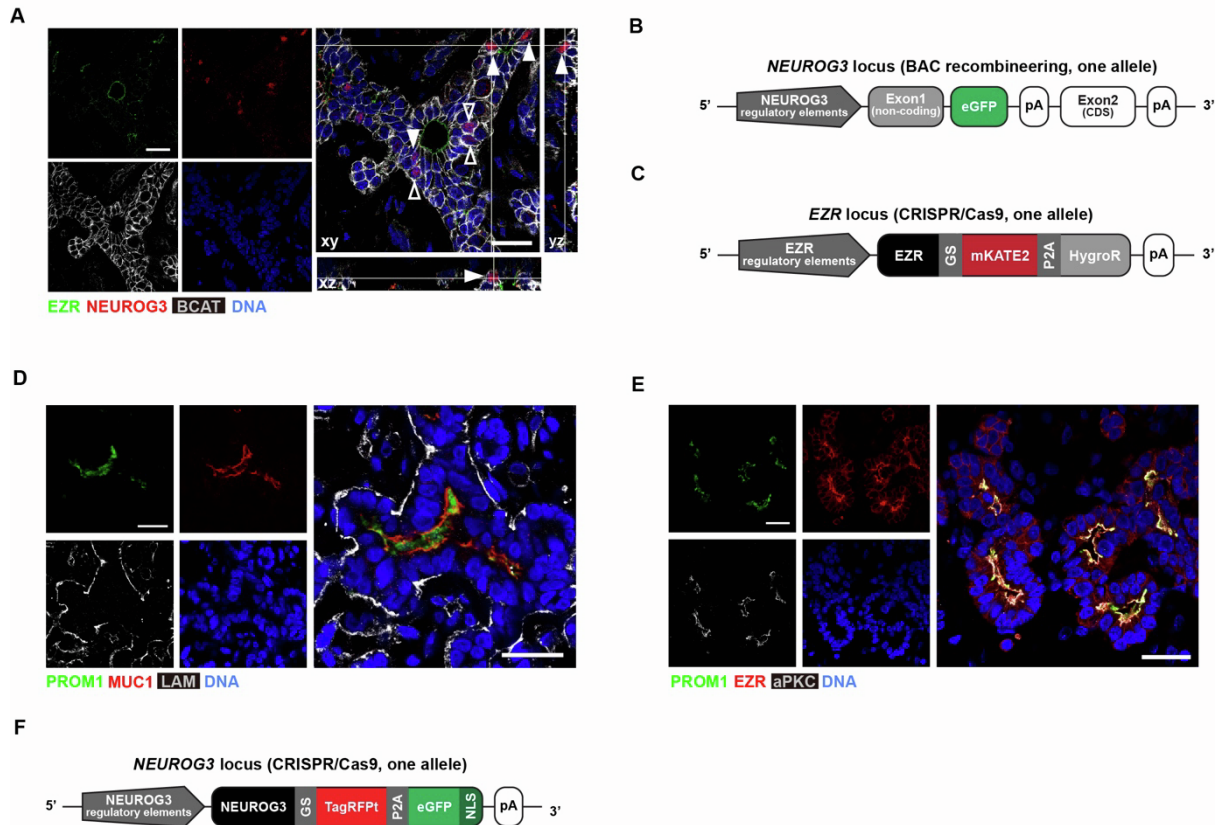 A
xy
yz
xz
EZR NEUROG3 BCAT DNA
B
NEUROG3 locus (BAC recombineering, one allele)
5’ NEUROG3 regulatory elements Exon1 (non-coding) eGFP pA Exon2 (CDS) pA 3’
C
EZR locus (CRISPR/Cas9, one allele)
5’ EZR regulatory elements EZR GS mKATE2 P2A HygroR pA 3’
D
PROM1 MUC1 LAM DNA
E
PROM1 EZR aPKC DNA
F
NEUROG3 locus (CRISPR/Cas9, one allele)
5’ NEUROG3 regulatory elements NEUROG3 GS TagRFPt P2A eGFP NLS pA 3’